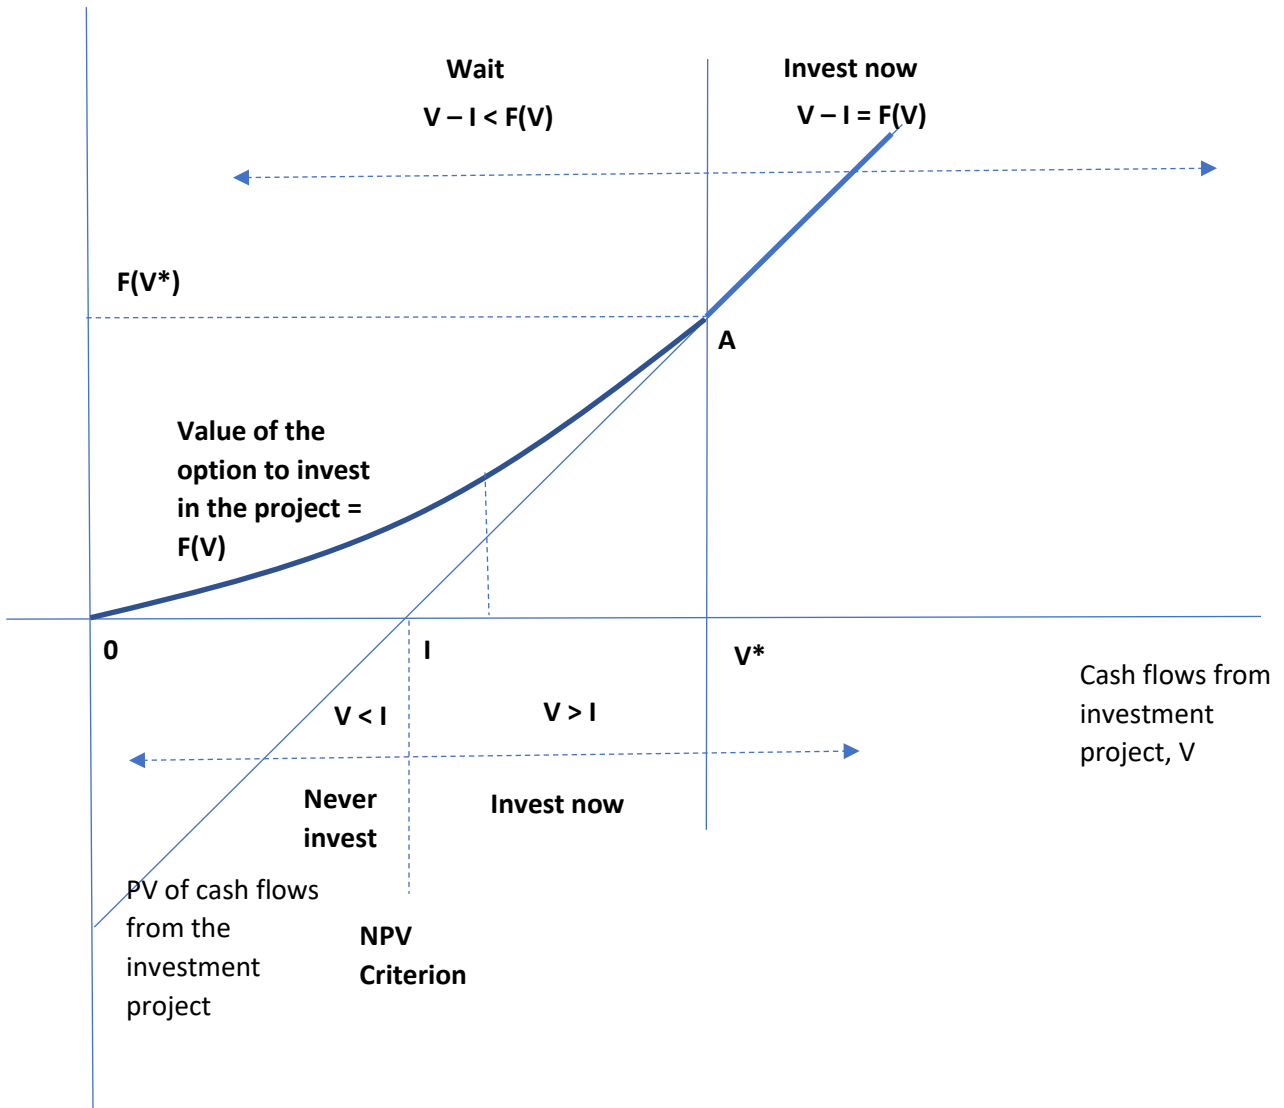 Wait
V – I < F(V)
Invest now
V – I = F(V)
F(V*)
A
Value of the
option to invest
in the project =
F(V)
0
I
V*
Cash flows from
investment
project, V
V < I
V > I
Never
invest
Invest now
PV of cash flows
from the
investment
project
NPV
Criterion